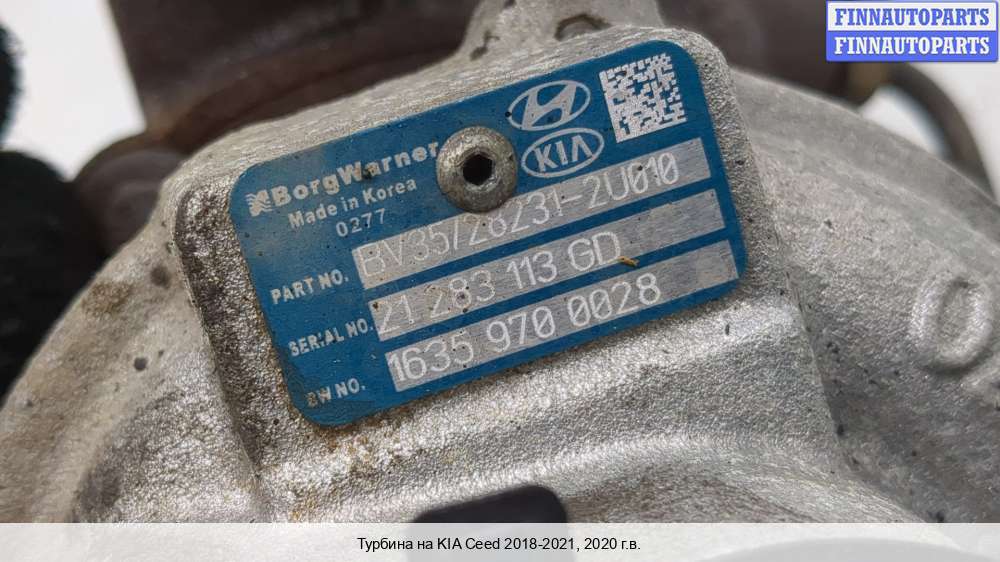 FINNAUTOPARTS
FINNAUTOPARTS
BorgWarner
Made in Korea
0277
KIA
PART NO. BV35/28231-2U010
SERIAL NO. 21 283 113 GD
BW NO. 1635 970 0028
Турбина на KIA Ceed 2018-2021, 2020 г.в.